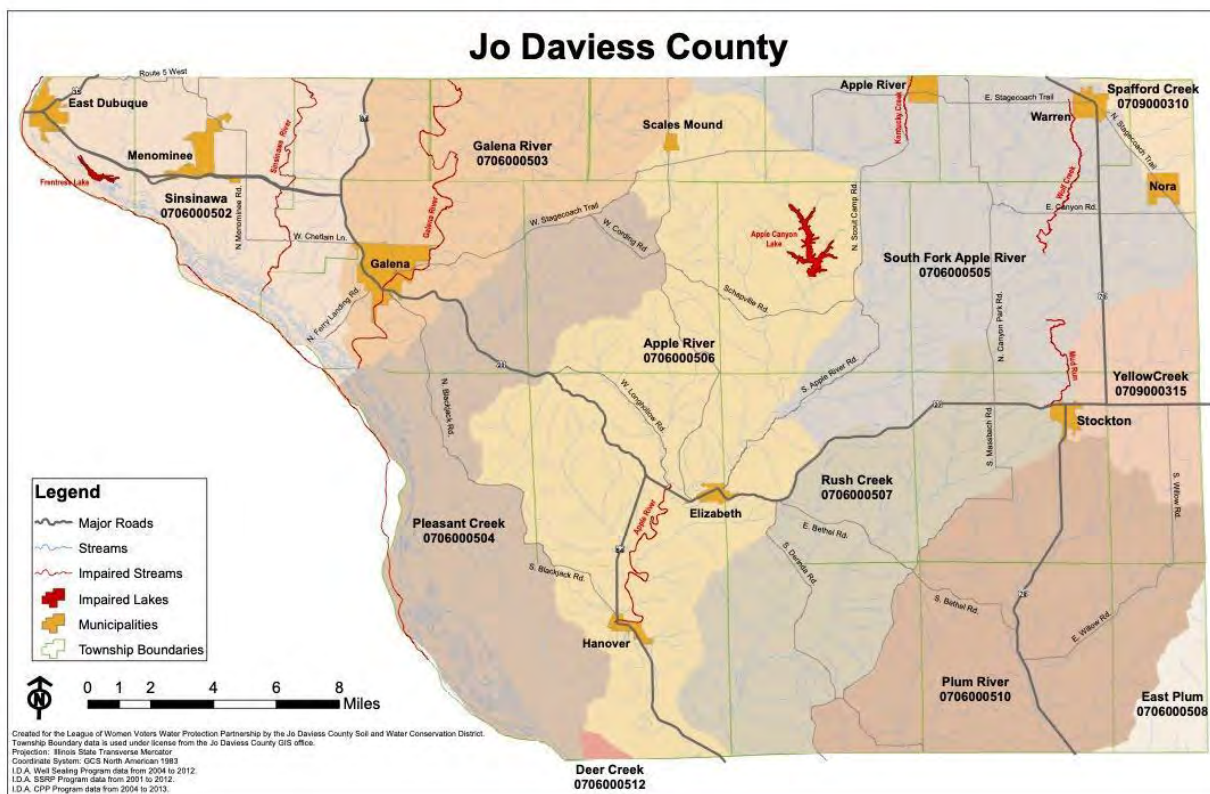 Jo Daviess County
Route 5 West
East Dubuque
Menominee
Frentress Lake
Sinsinawa
0706000502
N Menominee Rd.
Sinsinawa River
W. Chetlain Ln.
Galena River
0706000503
Galena River
Galena
N. Ferry Landing Rd.
W. Stagecoach Trail
Scales Mound
W. Cording Rd.
Schapville Rd.
Apple Canyon
Lake
N. Scout Camp Rd.
Apple River
Kentucky Creek
E. Stagecoach Trail
Warren
Spafford Creek
0709000310
N. Stagecoach Trail
Nora
Wolf Creek
E. Canyon Rd.
South Fork Apple River
0706000505
N. Canyon Park Rd.
Mud Run
YellowCreek
0709000315
Stockton
Apple River
0706000506
S. Apple River Rd.
W. Longhollow Rd.
N. Blackjack Rd.
S. Massbach Rd.
S. Willow Rd.
Rush Creek
0706000507
Elizabeth
Apple River
Pleasant Creek
0706000504
S. Blackjack Rd.
Hanover
E. Bethel Rd.
S. Derinda Rd.
S. Bethel Rd.
E. Willow Rd.
Plum River
0706000510
East Plum
0706000508
Deer Creek
0706000512
Legend
Major Roads
Streams
Impaired Streams
Impaired Lakes
Municipalities
Township Boundaries
N
0 1 2 4 6 8
Miles
Created for the League of Women Voters Water Protection Partnership by the Jo Daviess County Soil and Water Conservation District.
Township Boundary data is used under license from the Jo Daviess County GIS office.
Projection: Illinois State Transverse Mercator
Coordinate System: GCS North American 1983
I.D.A. Well Sealing Program data from 2004 to 2012.
I.D.A. SSRP Program data from 2001 to 2012.
I.D.A. CPP Program data from 2004 to 2013.